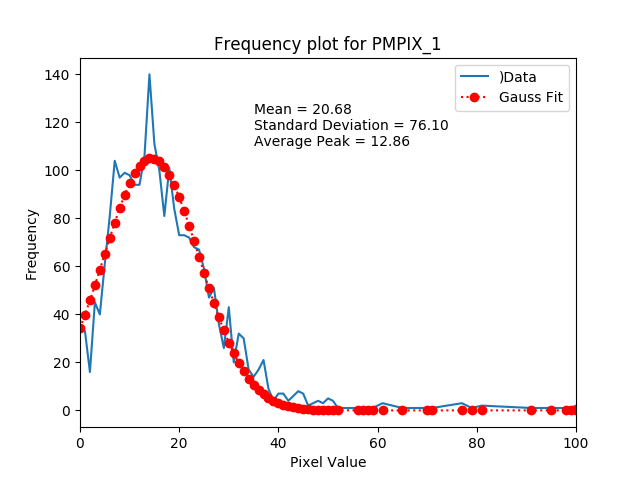 Frequency plot for PMPIX_1
)Data
Gauss Fit
Mean = 20.68
Standard Deviation = 76.10
Average Peak = 12.86
Frequency
140
120
100
80
60
40
20
0
0 20 40 60 80 100
Pixel Value